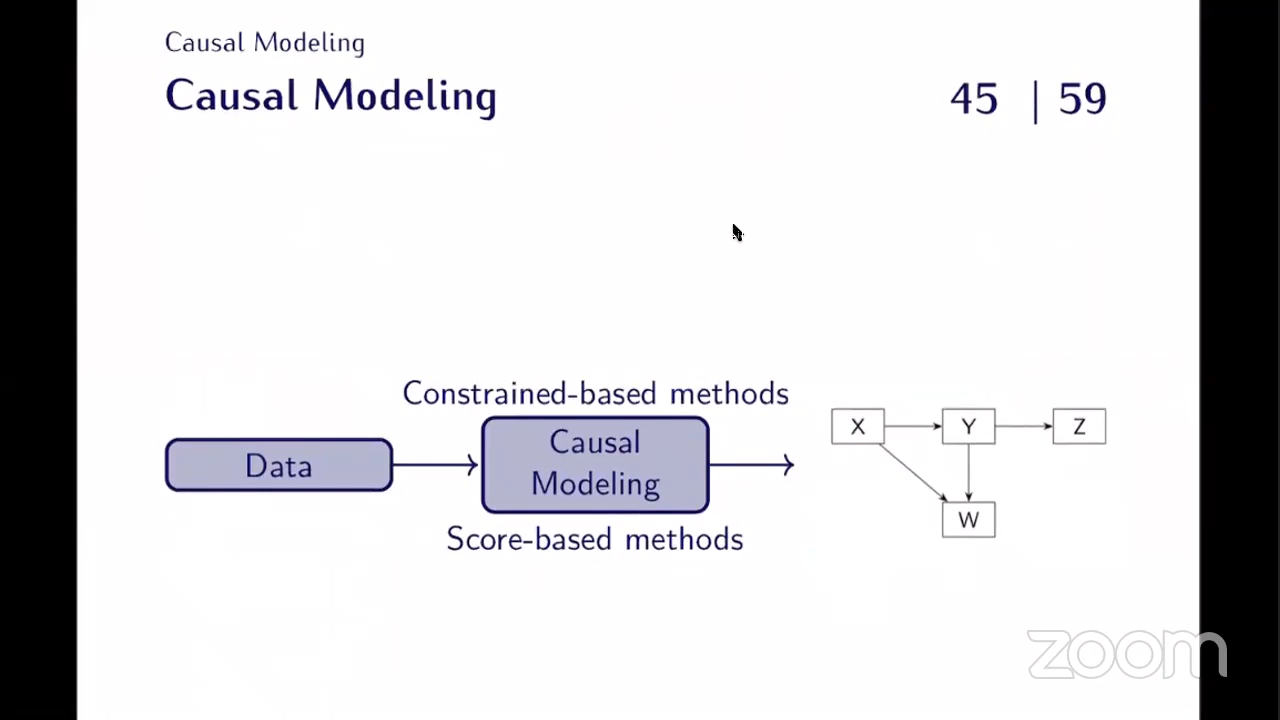 Causal Modeling
Causal Modeling
45 | 59
Constrained-based methods
Data
Causal
Modeling
Score-based methods
X
Y
Z
W
zoom